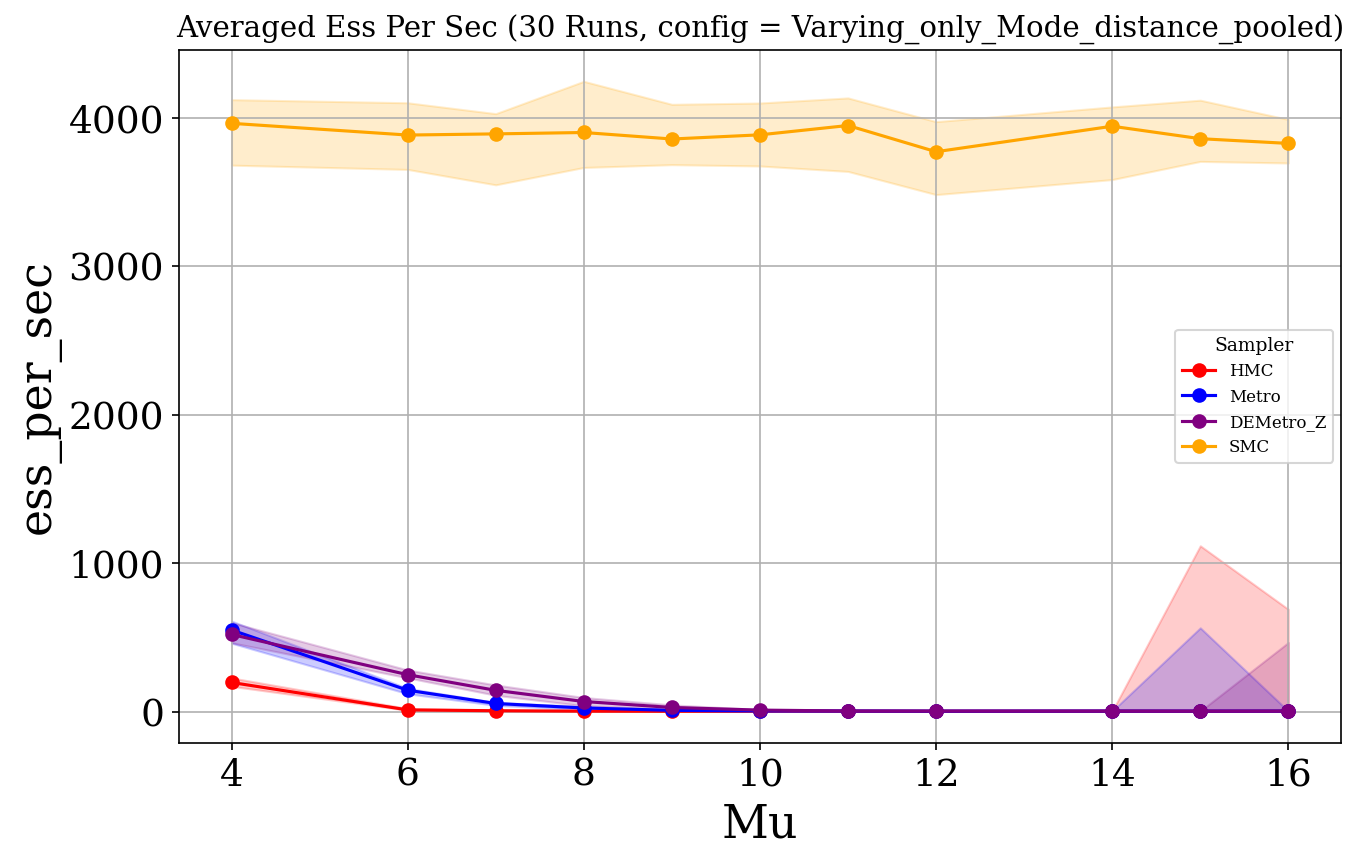 Averaged Ess Per Sec (30 Runs, config = Varying_only_Mode_distance_pooled)
ess_per_sec
4000
3000
2000
1000
0
Sampler
HMC
Metro
DEMetro_Z
SMC
4 6 8 10 12 14 16
Mu